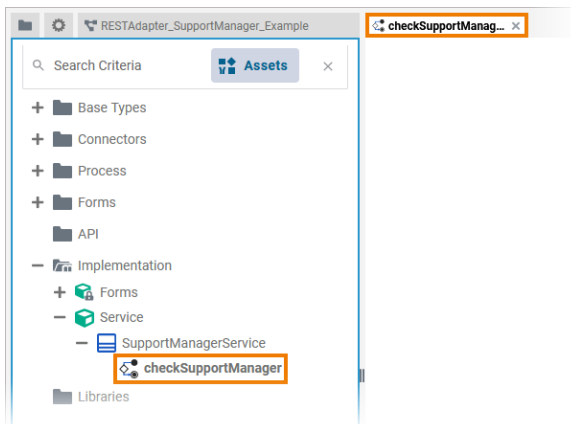 RESTAdapter_SupportManager_Example
checkSupportManag... ×
Search Criteria
Assets
Base Types
Connectors
Process
Forms
API
Implementation
Forms
Service
SupportManagerService
checkSupportManager
Libraries